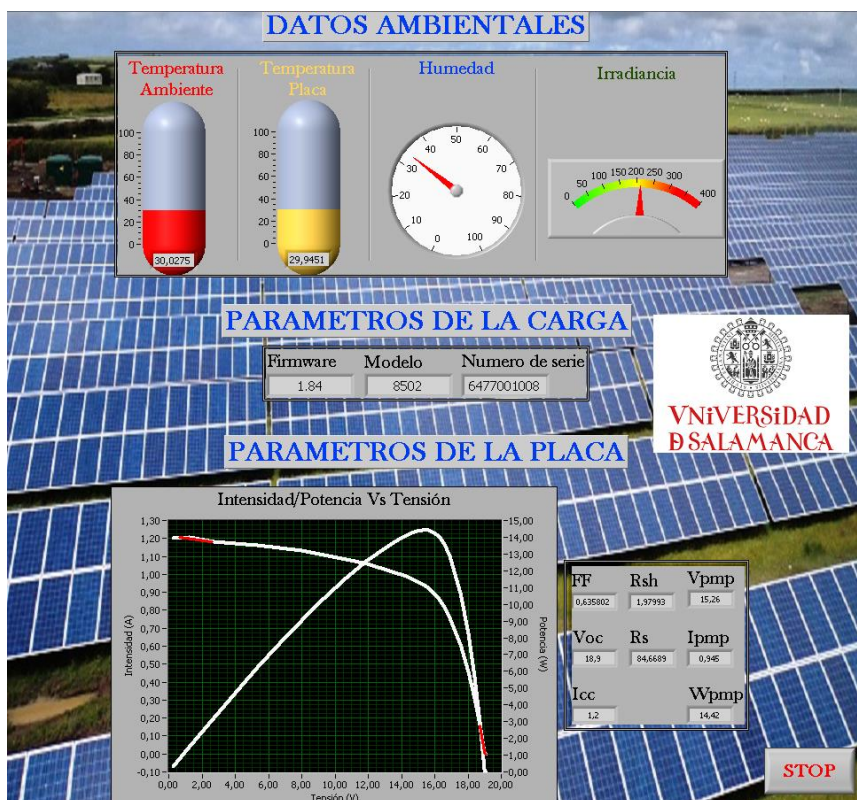 DATOS AMBIENTALES
Temperatura Ambiente
Temperatura Placa
Humedad
Irradiancia
100
80
60
40
20
0
30,0275
100
80
60
40
20
0
29,9451
0 10 20 30 40 50 60 70 80 90 100
0 50 100 150 200 250 300 400
PARAMETROS DE LA CARGA
Firmware Modelo Numero de serie
1.84 8502 6477001008
VNiVERSiDAD
Ð SALAMANCA
PARAMETROS DE LA PLACA
Intensidad/Potencia Vs Tensión
Intensidad (A)
1,30
1,20
1,10
1,00
0,90
0,80
0,70
0,60
0,50
0,40
0,30
0,20
0,10
0,00
-0,10
15,00
14,00
13,00
12,00
11,00
10,00
9,00
8,00
7,00
6,00
5,00
4,00
3,00
2,00
1,00
0,00
Potencia (W)
0,00 2,00 4,00 6,00 8,00 10,00 12,00 14,00 16,00 18,00 20,00
Tensión (V)
FF Rsh Vpmp
0,635802 1,97993 15,26
Voc Rs Ipmp
18,9 84,6689 0,945
Icc Wpmp
1,2 14,42
STOP